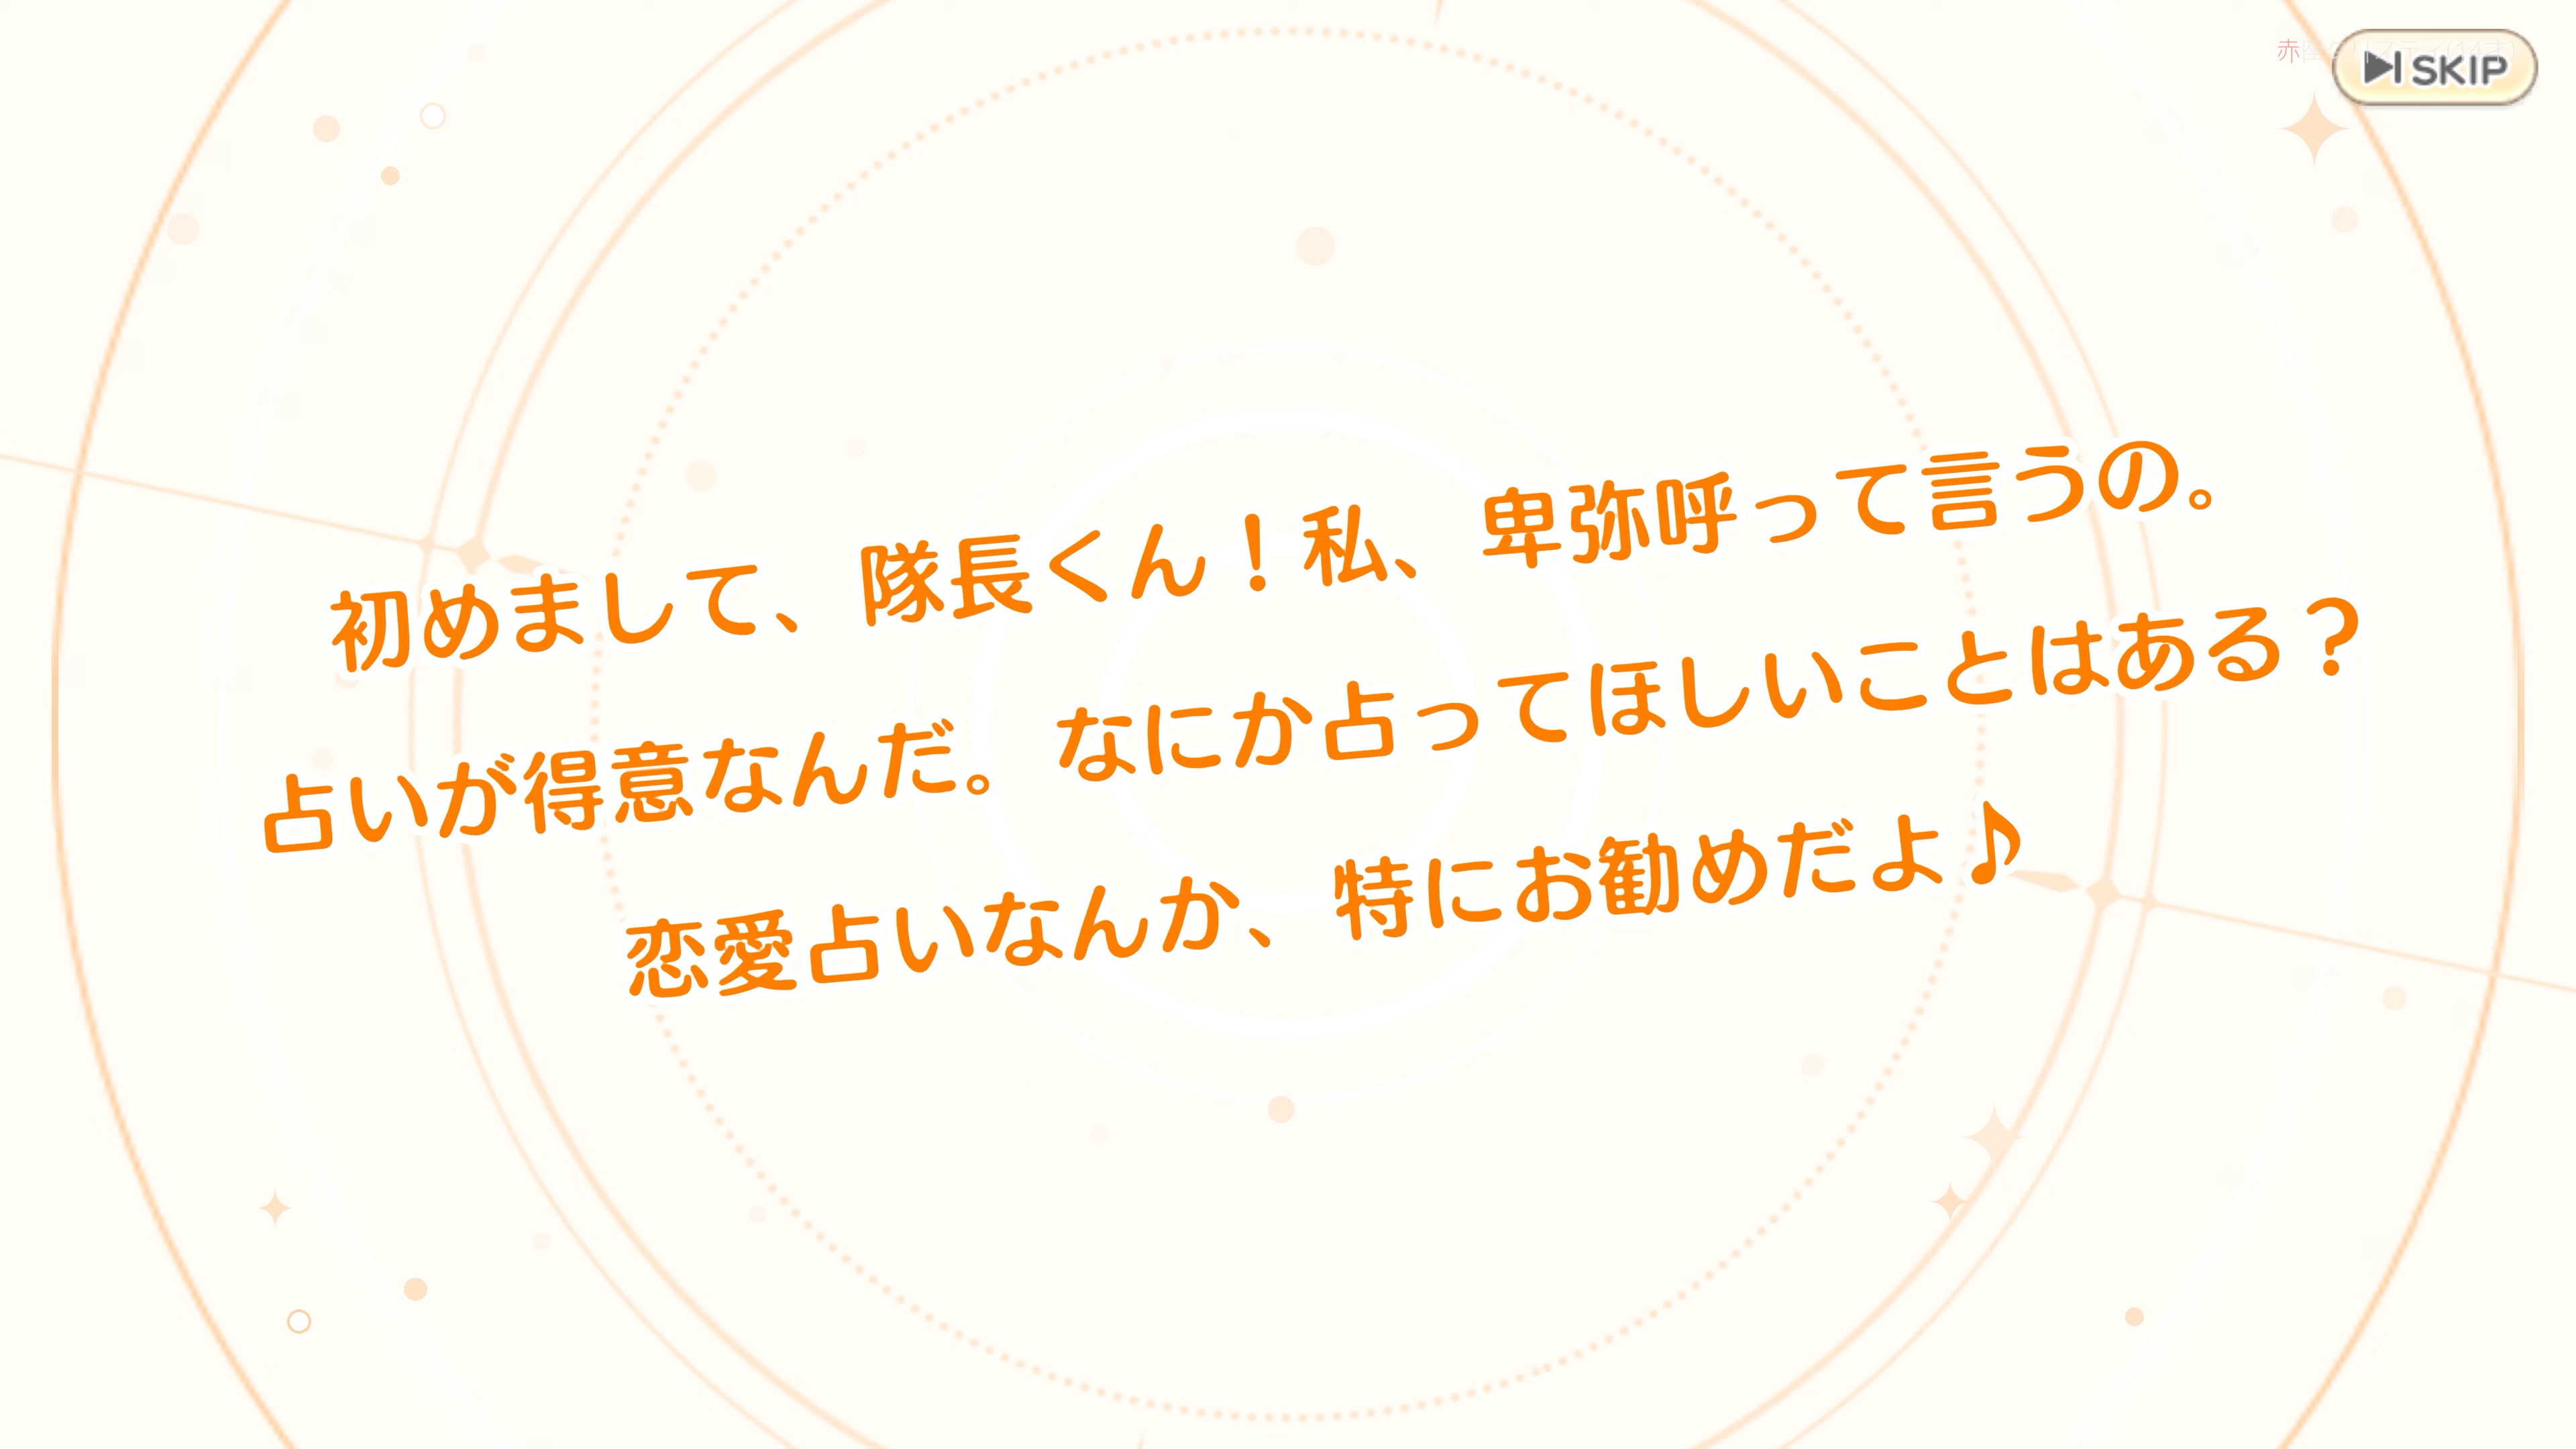 SKIP
初めまして、隊長くん！私、卑弥呼って言うの。
占いが得意なんだ。なにか占ってほしいことはある？
恋愛占いなんか、特にお勧めだよ♪